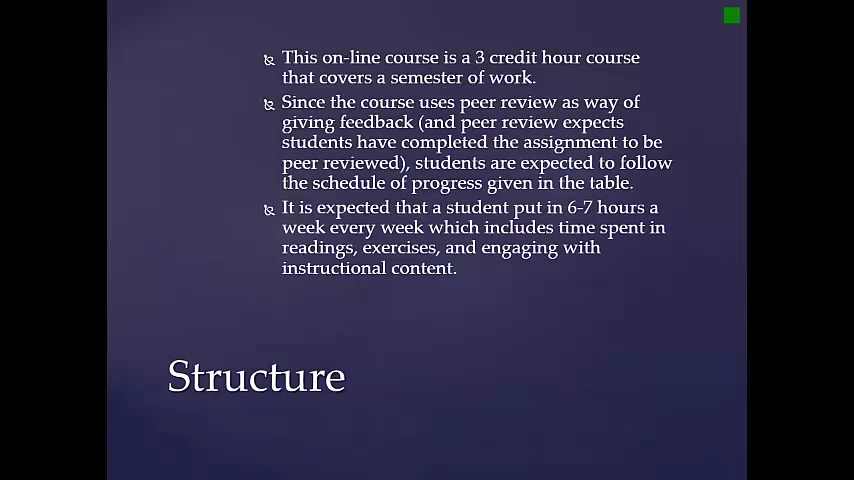 This on-line course is a 3 credit hour course
that covers a semester of work.
Since the course uses peer review as way of
giving feedback (and peer review expects
students have completed the assignment to be
peer reviewed), students are expected to follow
the schedule of progress given in the table.
It is expected that a student put in 6-7 hours a
week every week which includes time spent in
readings, exercises, and engaging with
instructional content.
Structure